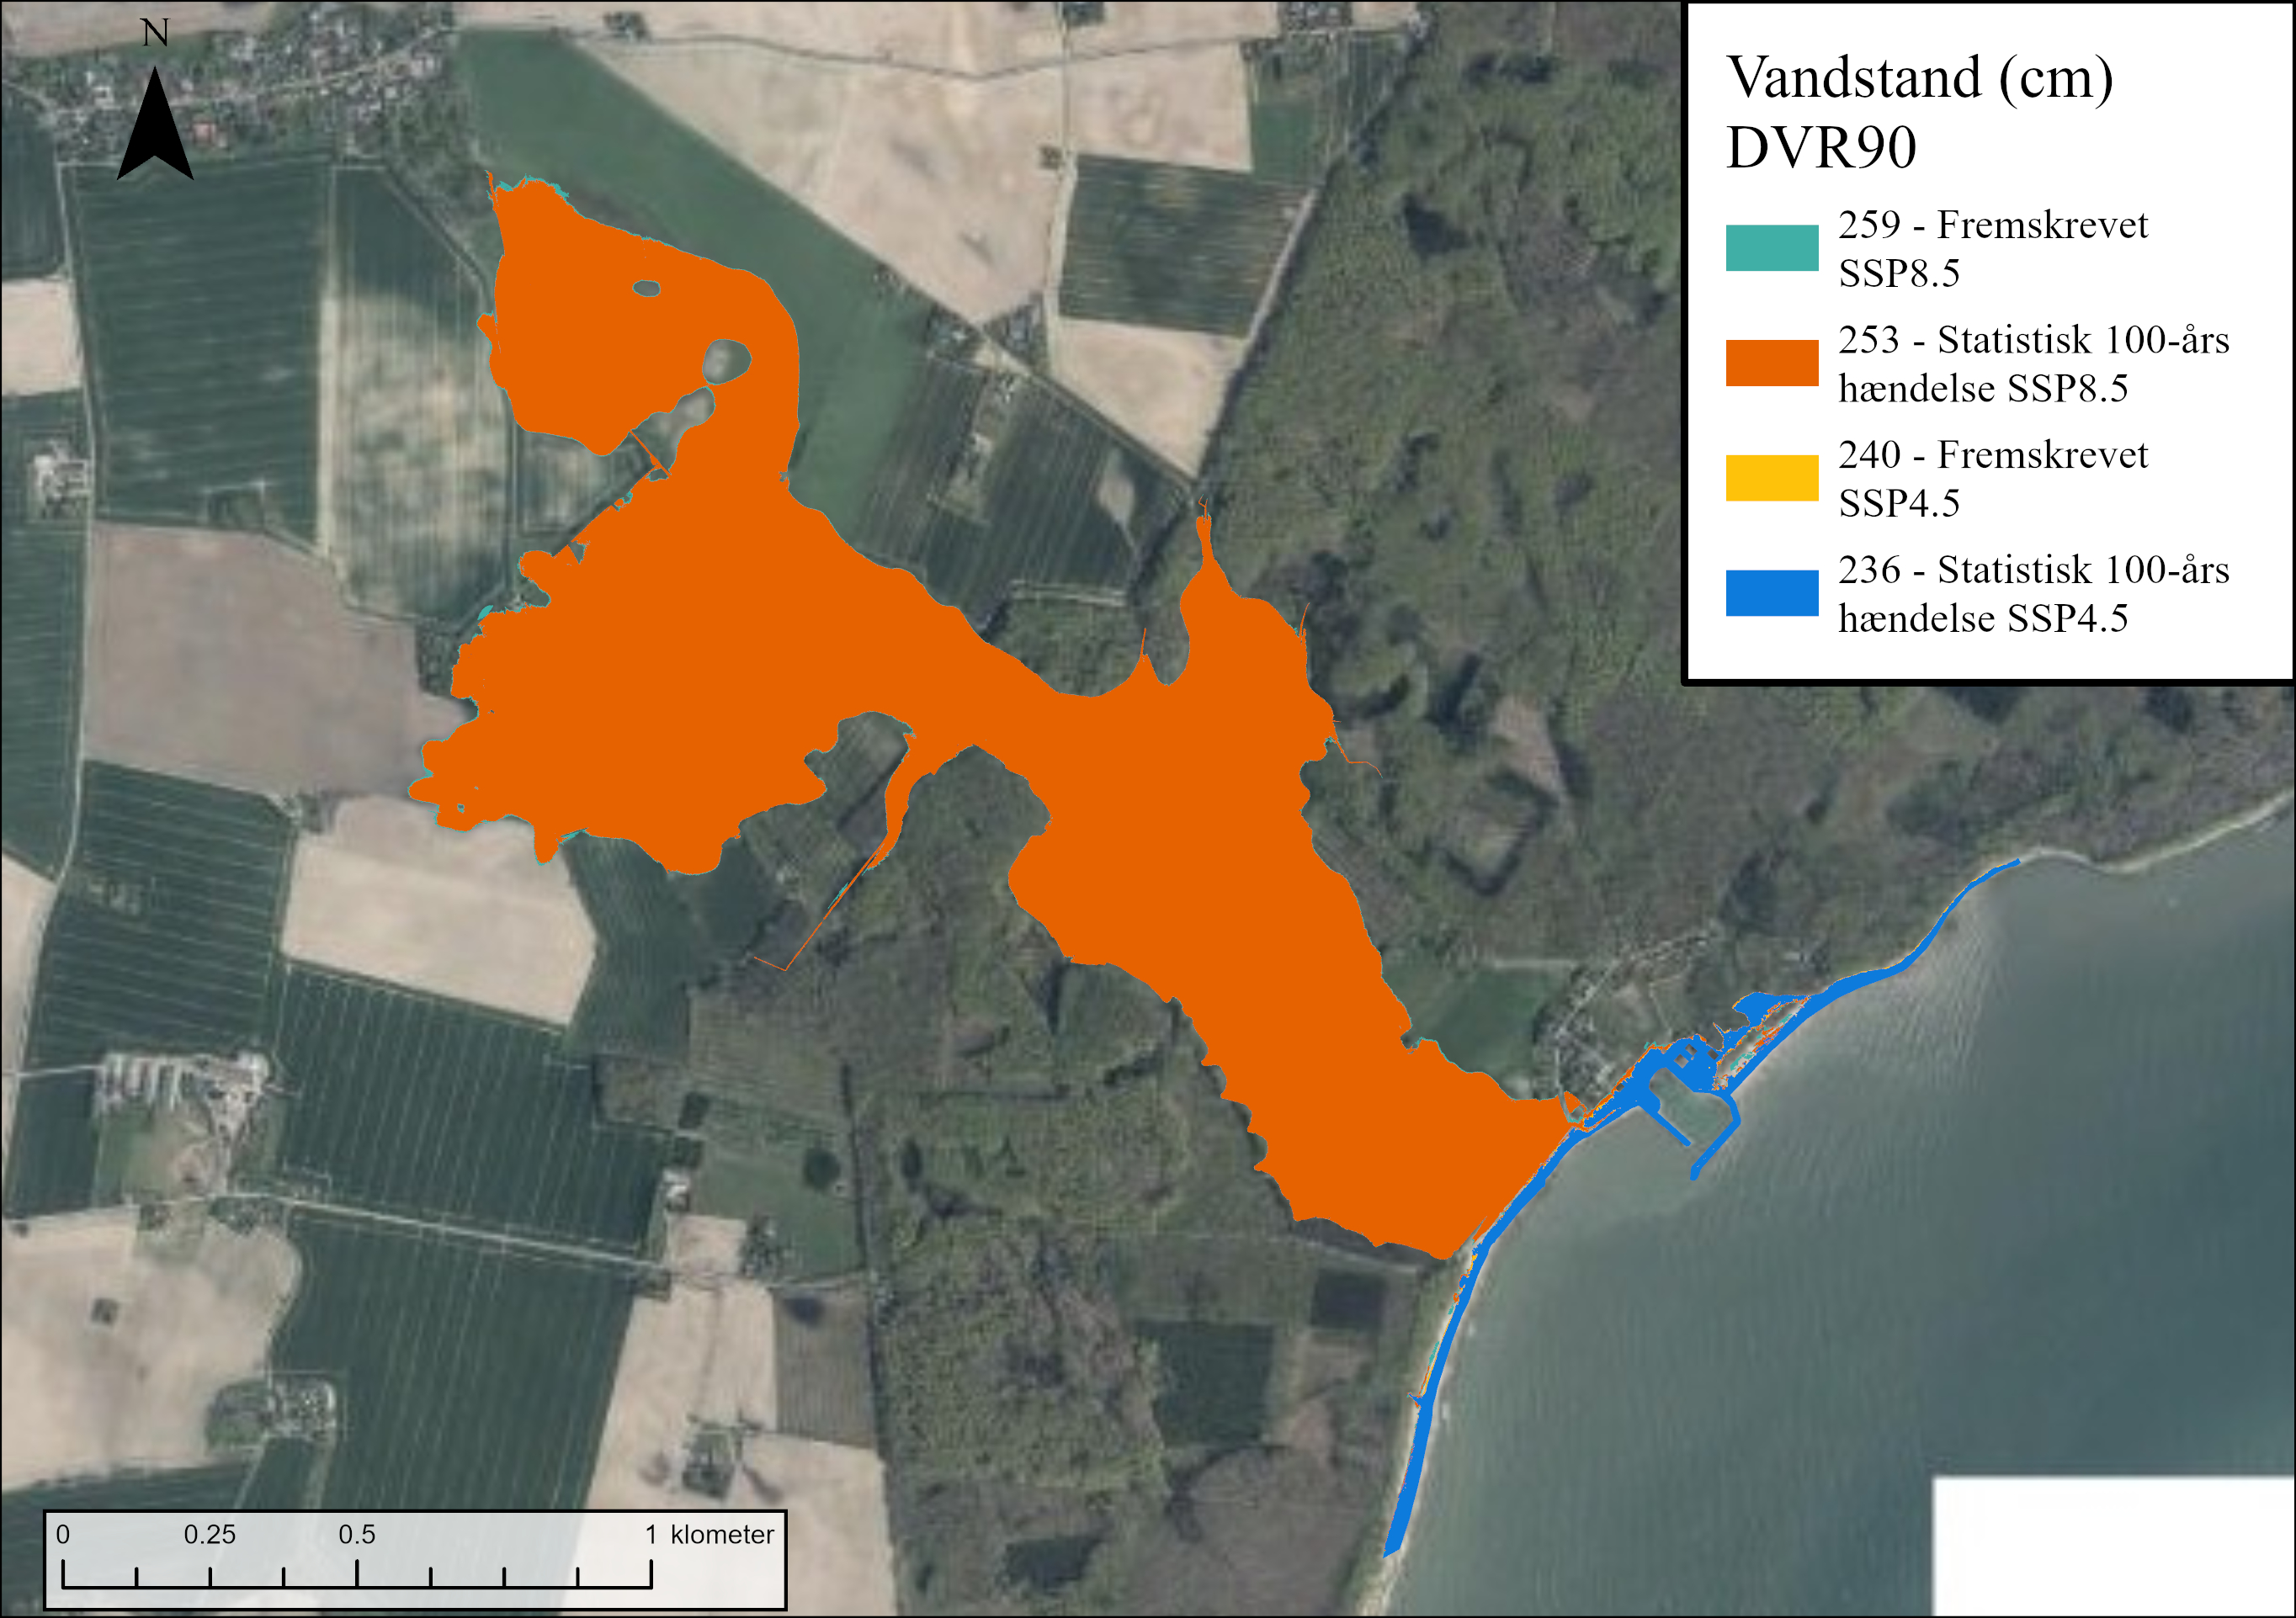 N
Vandstand (cm)
DVR90
259 - Fremskrevet
SSP8.5
253 - Statistisk 100-års
hændelse SSP8.5
240 - Fremskrevet
SSP4.5
236 - Statistisk 100-års
hændelse SSP4.5
0 0.25 0.5 1 klometer